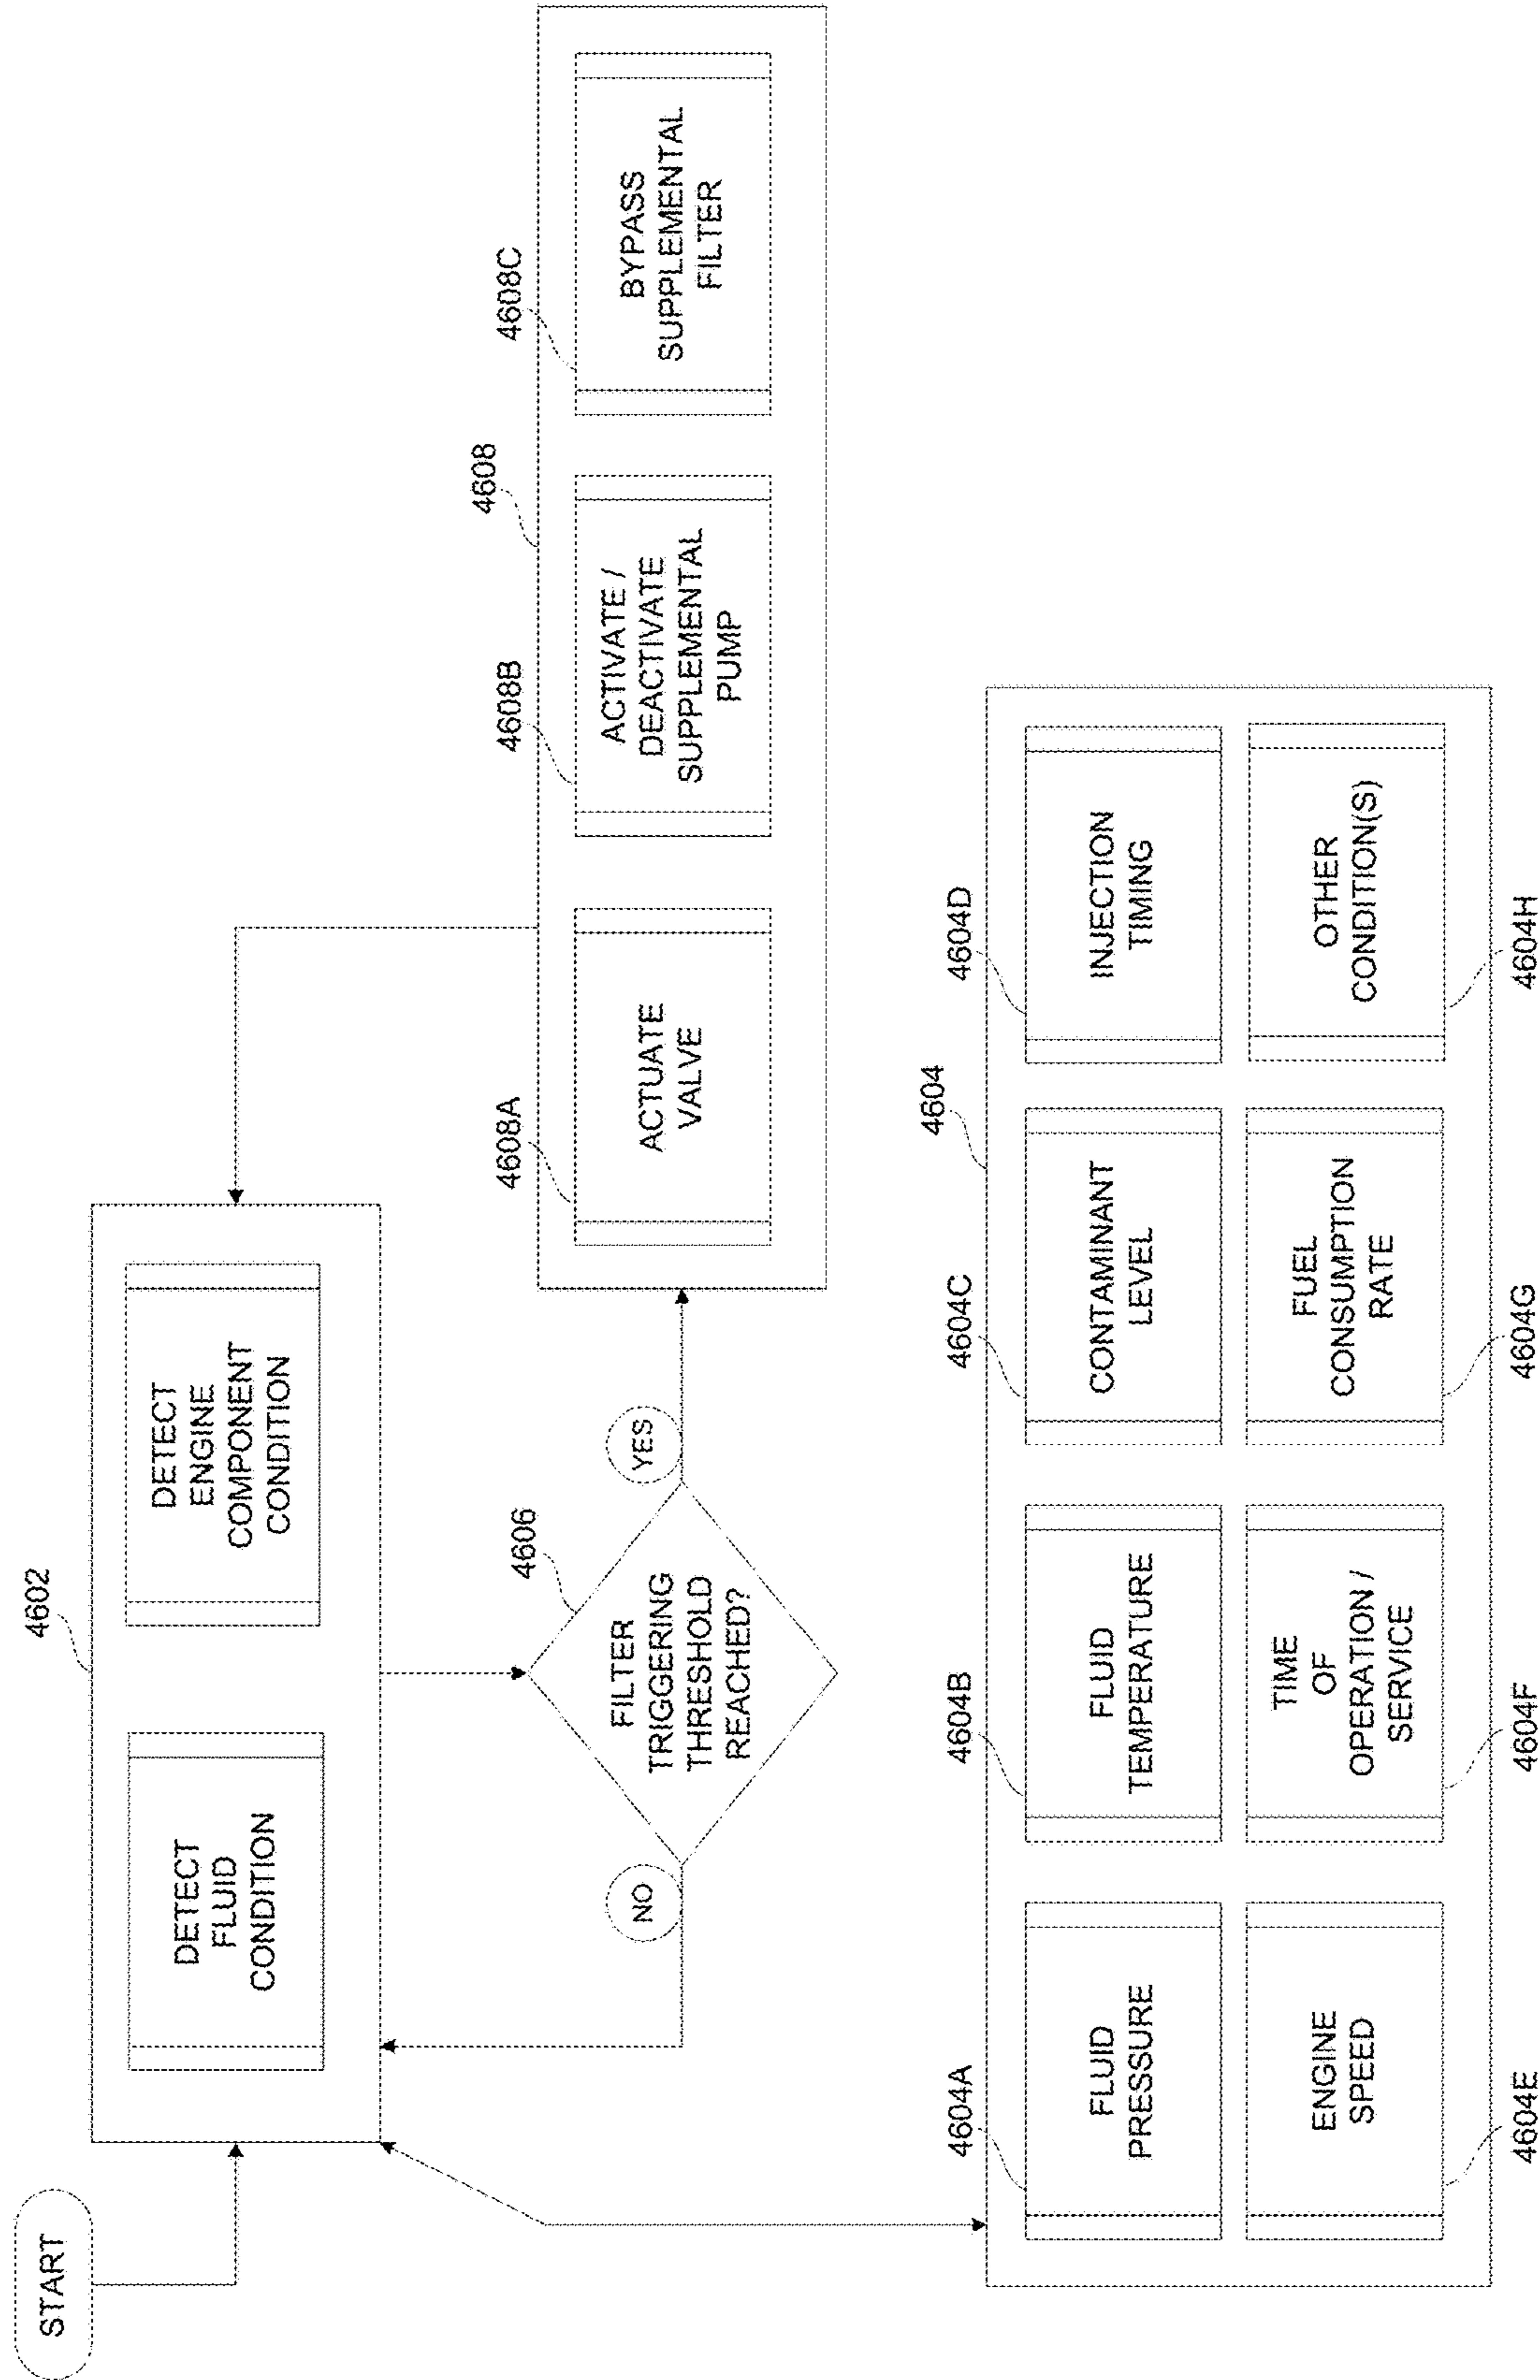 START
4602
DETECT
FLUID
CONDITION
DETECT
ENGINE
COMPONENT
CONDITION
4606
FILTER
TRIGGERING
THRESHOLD
REACHED?
NO
YES
4608
4608A
ACTUATE
VALVE
4608B
ACTIVATE /
DEACTIVATE
SUPPLEMENTAL
PUMP
4608C
BYPASS
SUPPLEMENTAL
FILTER
4604
4604A
FLUID
PRESSURE
4604B
FLUID
TEMPERATURE
4604C
CONTAMINANT
LEVEL
4604D
INJECTION
TIMING
ENGINE
SPEED
4604E
TIME
OF
OPERATION /
SERVICE
4604F
FUEL
CONSUMPTION
RATE
4604G
OTHER
CONDITION(S)
4604H